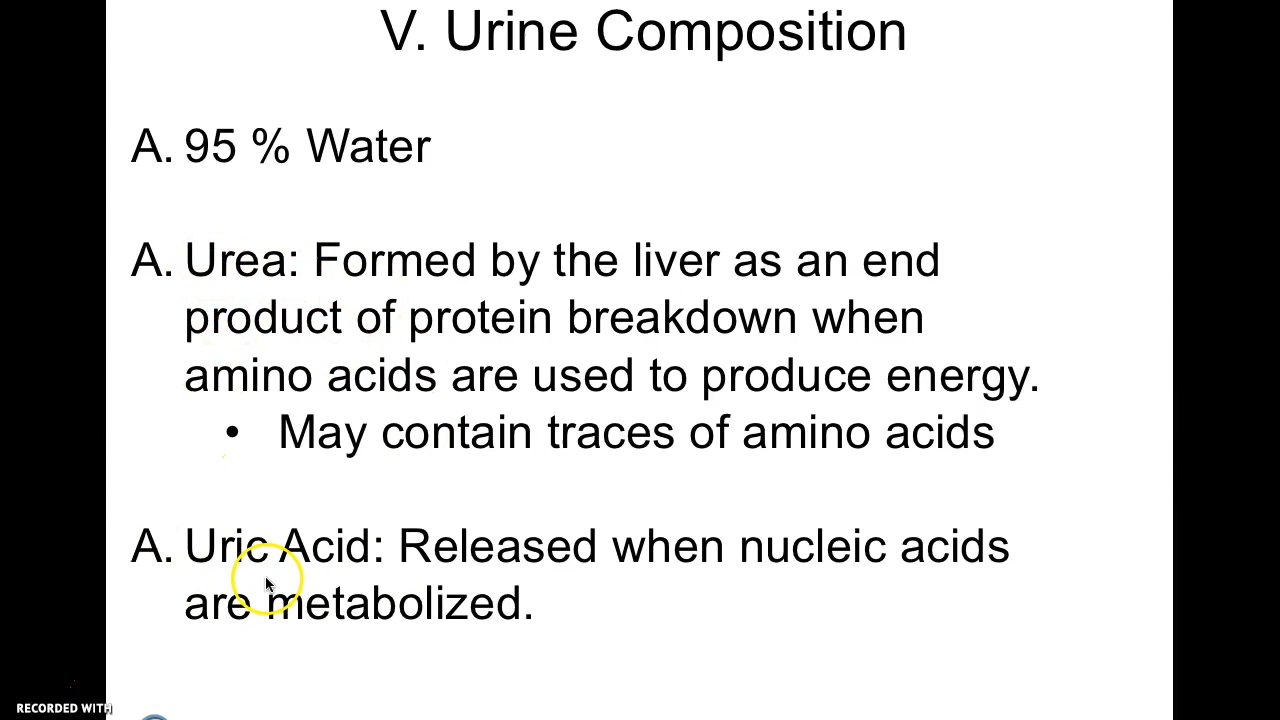 V. Urine Composition
A. 95 % Water
A. Urea: Formed by the liver as an end
product of protein breakdown when
amino acids are used to produce energy.
• May contain traces of amino acids
A. Uric Acid: Released when nucleic acids
are metabolized.
RECORDED WITH